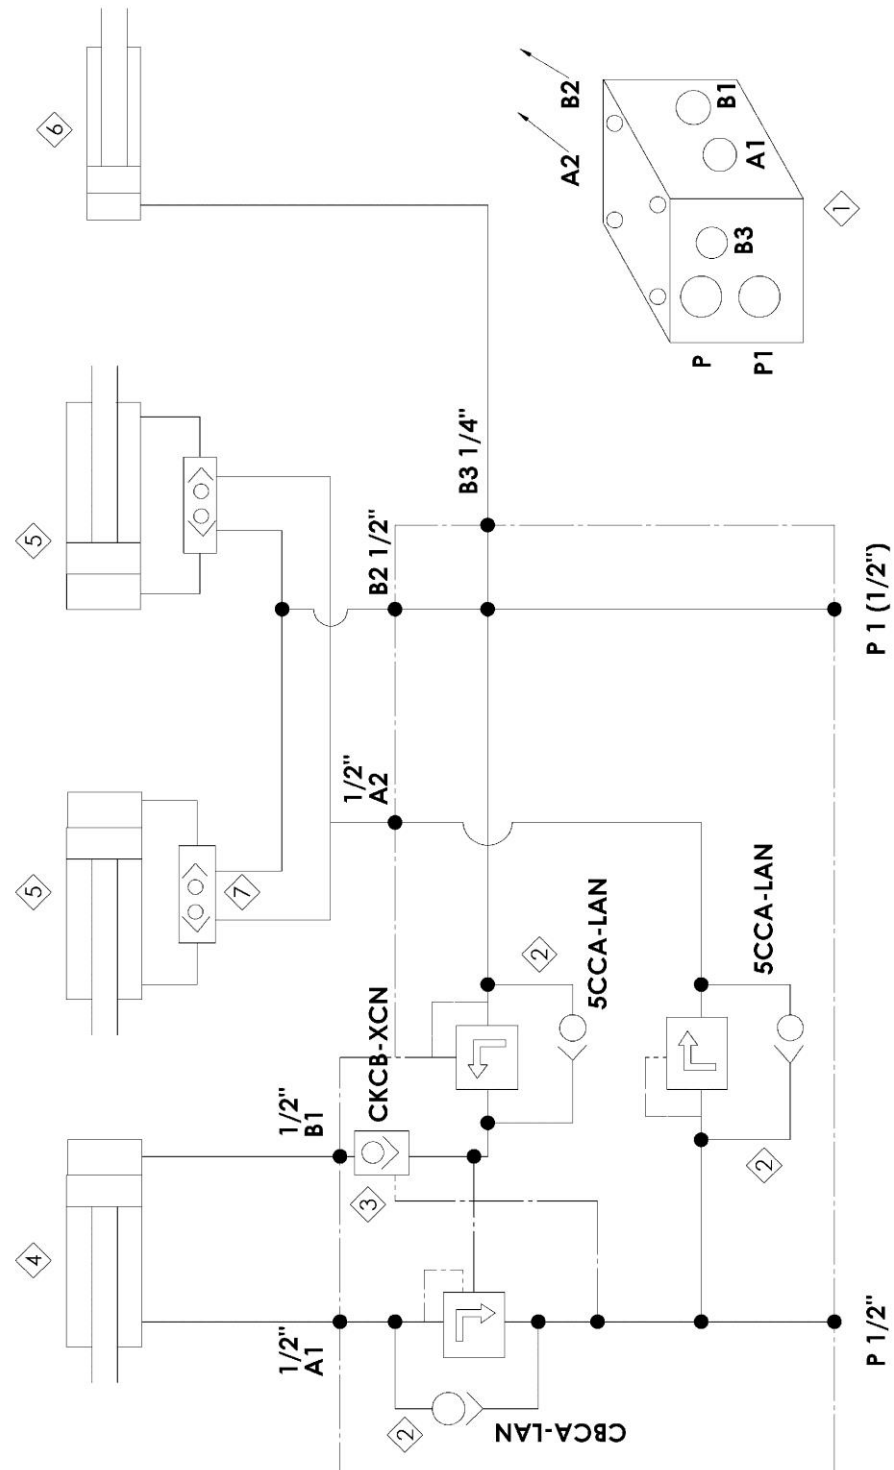 4
5
5
6
7
1/2"
A1
1/2"
B1
1/2"
A2
B2 1/2"
3
CKCB-XCN
2
B3 1/4"
2
5CCA-LAN
CBCA-LAN
A2
B2
P
B3
B1
A1
P1
2
5CCA-LAN
1
P 1/2"
P 1 (1/2")